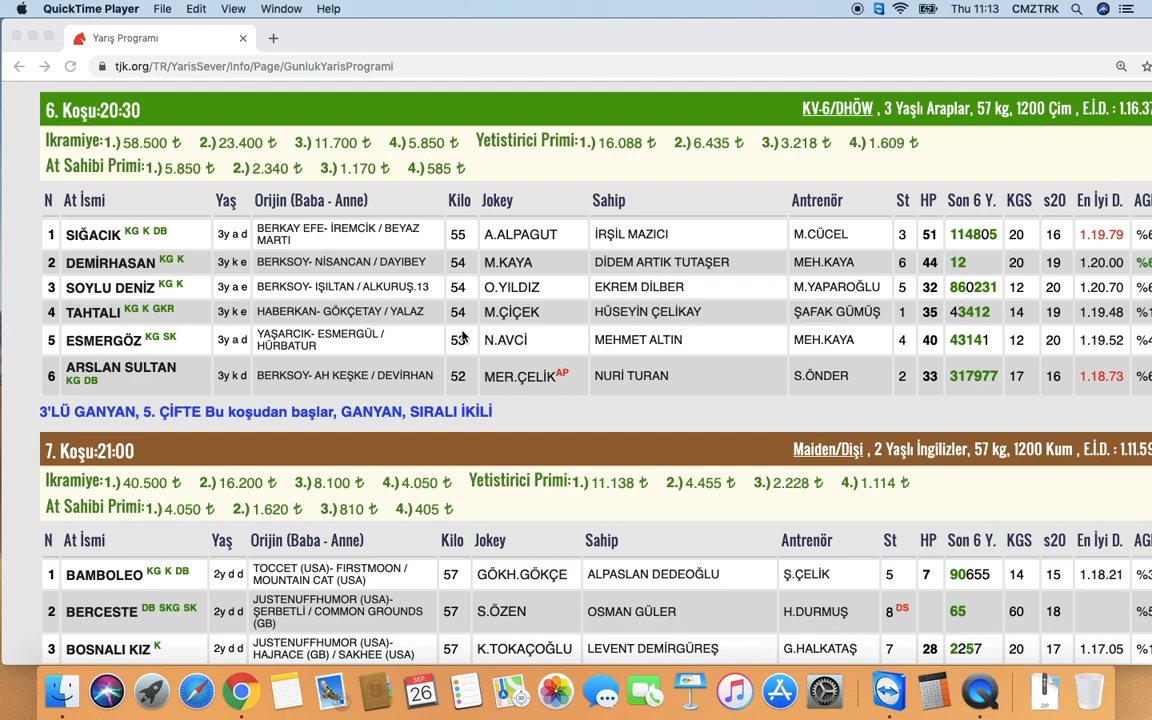 QuickTime Player File Edit View Window Help Thu 11:13 CMZTRK
Yarış Programı
tjk.org/TR/YarisSever/Info/Page/GunlukYarisProgrami
6. Koşu:20:30 KV-6/DHÖW , 3 Yaşlı Araplar, 57 kg, 1200 Çim , E.İ.D. : 1.16.37
Ikramiye:1.) 58.500 ₺ 2.) 23.400 ₺ 3.) 11.700 ₺ 4.) 5.850 ₺ Yetistirici Primi:1.) 16.088 ₺ 2.) 6.435 ₺ 3.) 3.218 ₺ 4.) 1.609 ₺
At Sahibi Primi:1.) 5.850 ₺ 2.) 2.340 ₺ 3.) 1.170 ₺ 4.) 585 ₺
N At İsmi Yaş Orijin (Baba - Anne) Kilo Jokey Sahip Antrenör St HP Son 6 Y. KGS s20 En İyi D. AG
1 SIĞACIK KG K DB 3y a d BERKAY EFE- İREMCİK / BEYAZ MARTI 55 A.ALPAGUT İRŞİL MAZICI M.CÜCEL 3 51 114805 20 16 1.19.79 %6
2 DEMİRHASAN KG K 3y k e BERKSOY- NİSANCAN / DAYIBEY 54 M.KAYA DİDEM ARTIK TUTAŞER MEH.KAYA 6 44 12 20 19 1.20.00 %6
3 SOYLU DENİZ KG K 3y a e BERKSOY- IŞILTAN / ALKURUŞ.13 54 O.YILDIZ EKREM DİLBER M.YAPAROĞLU 5 32 860231 12 20 1.20.70 %6
4 TAHTALI KG K GKR 3y k e HABERKAN- GÖKÇETAY / YALAZ 54 M.ÇİÇEK HÜSEYİN ÇELİKAY ŞAFAK GÜMÜŞ 1 35 43412 14 19 1.19.48 %1
5 ESMERGÖZ KG SK 3y a d YAŞARCIK- ESMERGÜL / HÜRBATUR 53 N.AVCİ MEHMET ALTIN MEH.KAYA 4 40 43141 12 20 1.19.52 %4
6 ARSLAN SULTAN KG DB 3y k d BERKSOY- AH KEŞKE / DEVİRHAN 52 MER.ÇELİK AP NURİ TURAN S.ÖNDER 2 33 317977 17 16 1.18.73 %6
3'LÜ GANYAN, 5. ÇİFTE Bu koşudan başlar, GANYAN, SIRALI İKİLİ
7. Koşu:21:00 Maiden/Dişi , 2 Yaşlı İngilizler, 57 kg, 1200 Kum , E.İ.D. : 1.11.59
Ikramiye:1.) 40.500 ₺ 2.) 16.200 ₺ 3.) 8.100 ₺ 4.) 4.050 ₺ Yetistirici Primi:1.) 11.138 ₺ 2.) 4.455 ₺ 3.) 2.228 ₺ 4.) 1.114 ₺
At Sahibi Primi:1.) 4.050 ₺ 2.) 1.620 ₺ 3.) 810 ₺ 4.) 405 ₺
N At İsmi Yaş Orijin (Baba - Anne) Kilo Jokey Sahip Antrenör St HP Son 6 Y. KGS s20 En İyi D. AG
1 BAMBOLEO KG K DB 2y d d TOCCET (USA)- FIRSTMOON / MOUNTAIN CAT (USA) 57 GÖKH.GÖKÇE ALPASLAN DEDEOĞLU Ş.ÇELİK 5 7 90655 14 15 1.18.21 %3
2 BERCESTE DB SKG SK 2y d d JUSTENUFFHUMOR (USA)- ŞERBETLİ / COMMON GROUNDS (GB) 57 S.ÖZEN OSMAN GÜLER H.DURMUŞ 8 DS 65 60 18 %5
3 BOSNALI KIZ K 2y d d JUSTENUFFHUMOR (USA)- HAJRACE (GB) / SAKHEE (USA) 57 K.TOKAÇOĞLU LEVENT DEMİRGÜREŞ G.HALKATAŞ 7 28 2257 20 17 1.17.05 %1
SEP
26
ZIP